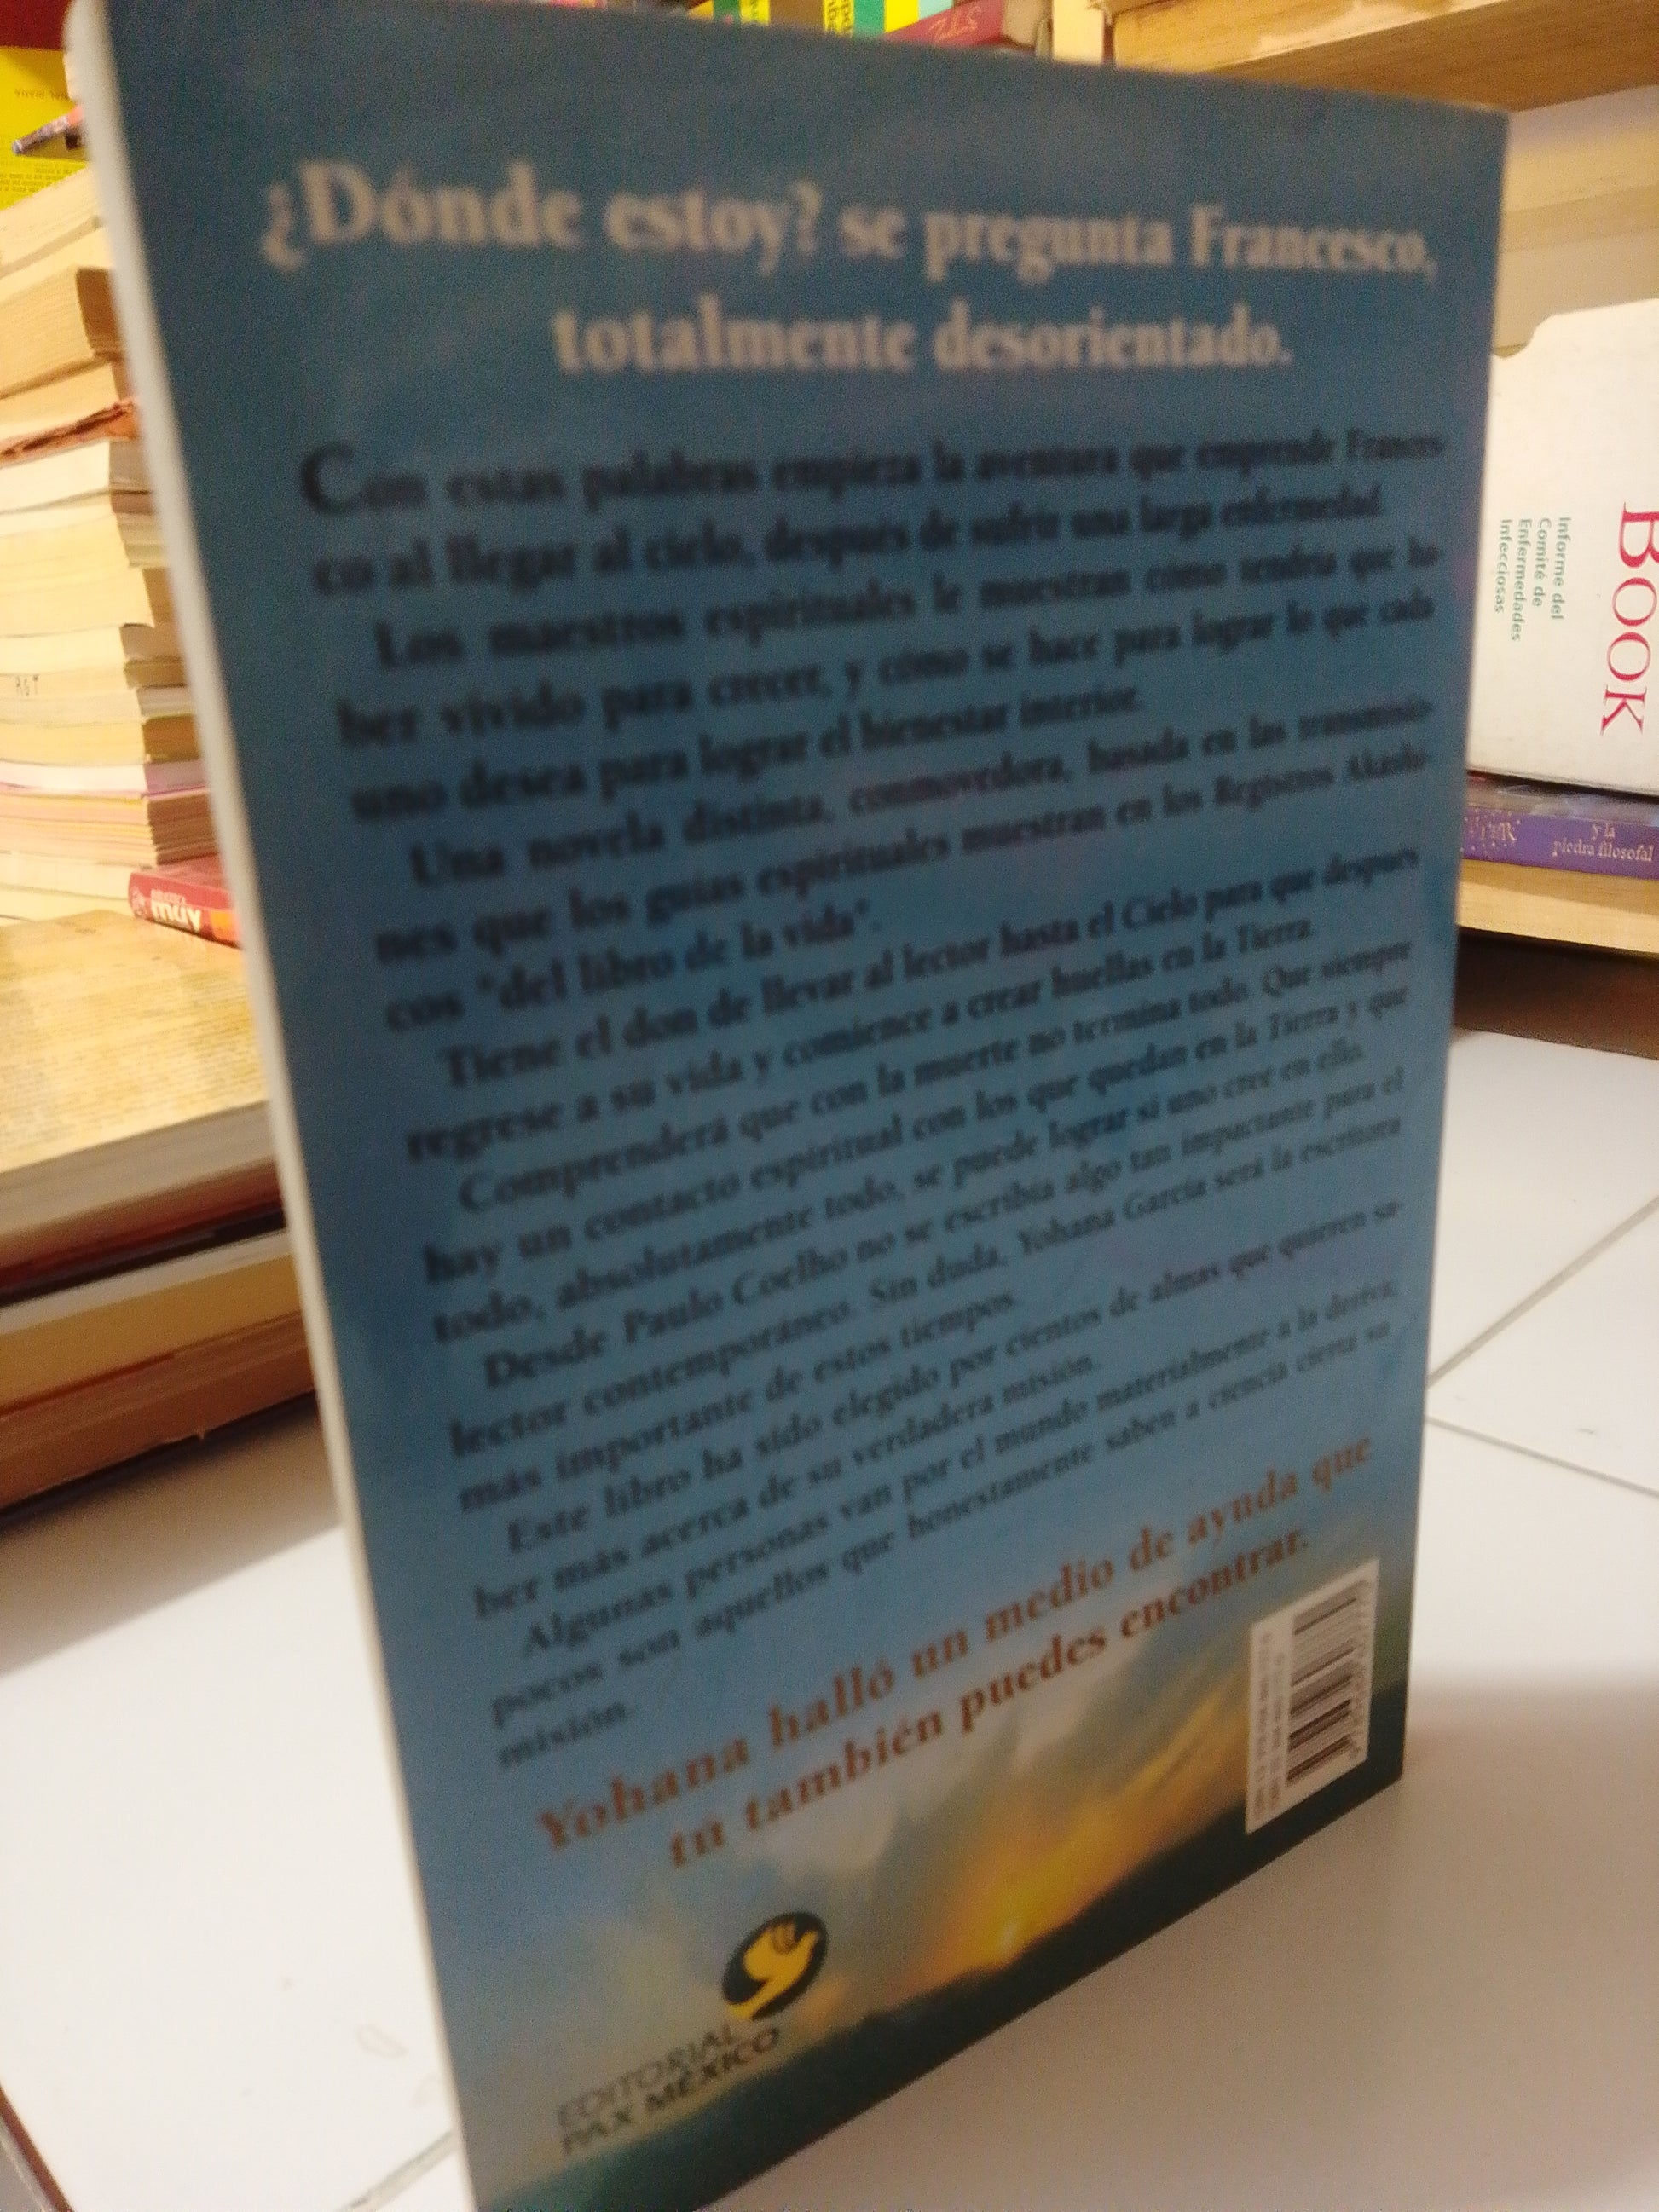 ¿Dónde estoy? se pregunta Francesco,
totalmente desorientado.
Con estas palabras empieza la aventura que emprende Frances-
co al llegar al cielo, después de sufrir una larga enfermedad.
Los maestros espirituales le muestran cómo tendría que ha-
ber vivido para crecer, y cómo se hace para lograr lo que cada
uno desea para lograr el bienestar interior.
Una novela distinta, conmovedora, basada en las transmisio-
nes que los guías espirituales muestran en los Registros Akáshi-
cos "del libro de la vida".
Tiene el don de llevar al lector hasta el Cielo para que después
regrese a su vida y comience a crear huellas en la Tierra.
Comprenderá que con la muerte no termina todo. Que siempre
hay un contacto espiritual con los que quedan en la Tierra y que
todo, absolutamente todo, se puede lograr si uno cree en ello.
Desde Paulo Coelho no se escribía algo tan impactante para el
lector contemporáneo. Sin duda, Yohana García será la escritora
más importante de estos tiempos.
Este libro ha sido elegido por cientos de almas que quieren sa-
ber más acerca de su verdadera misión.
Algunas personas van por el mundo materialmente a la deriva;
pocos son aquellos que honestamente saben a ciencia cierta su
misión.
Yohana halló un medio de ayuda que
tú también puedes encontrar.
EDITORIAL
PAX MÉXICO
BOOK
Informe del
Comité de
Enfermedades
Infecciosas
y la
piedra filosofal
muy